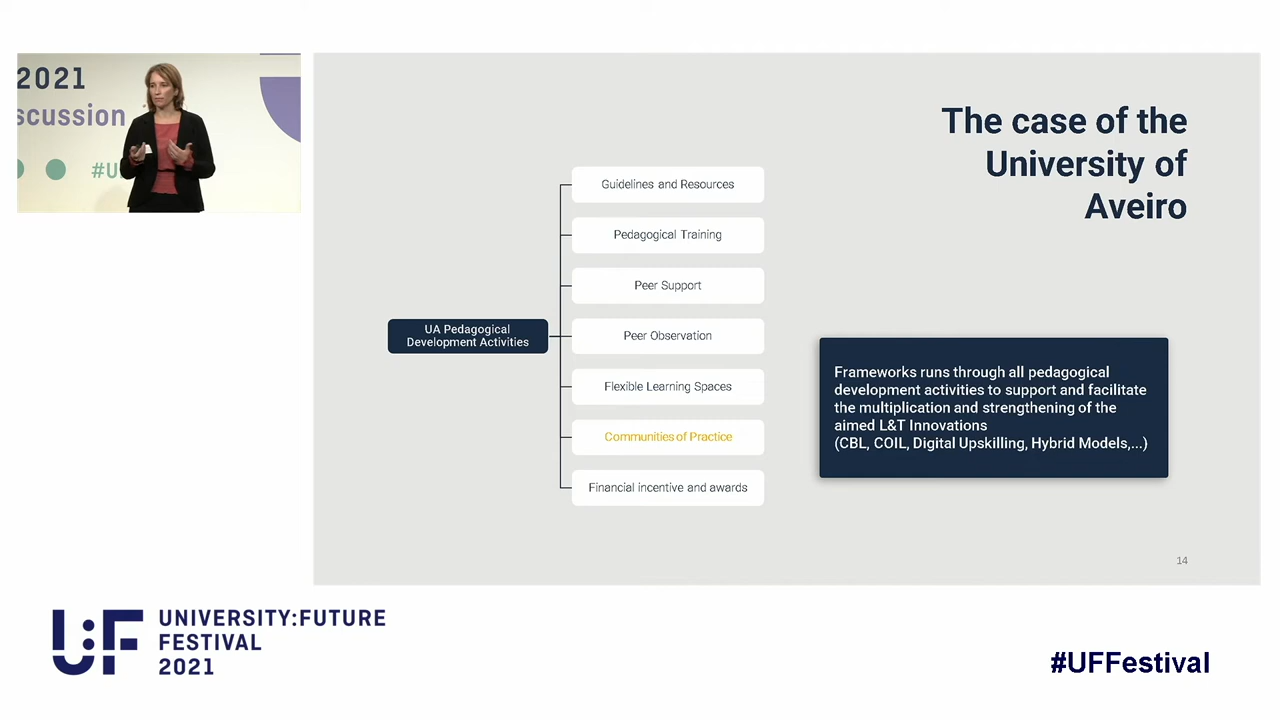 2021
scussion
#U
The case of the
University of
Aveiro
Guidelines and Resources
Pedagogical Training
Peer Support
Peer Observation
UA Pedagogical
Development Activities
Flexible Learning Spaces
Communities of Practice
Financial incentive and awards
Frameworks runs through all pedagogical
development activities to support and facilitate
the multiplication and strengthening of the
aimed L&T Innovations
(CBL, COIL, Digital Upskilling, Hybrid Models,...)
14
U:F
UNIVERSITY:FUTURE
FESTIVAL
2021
#UFFestival